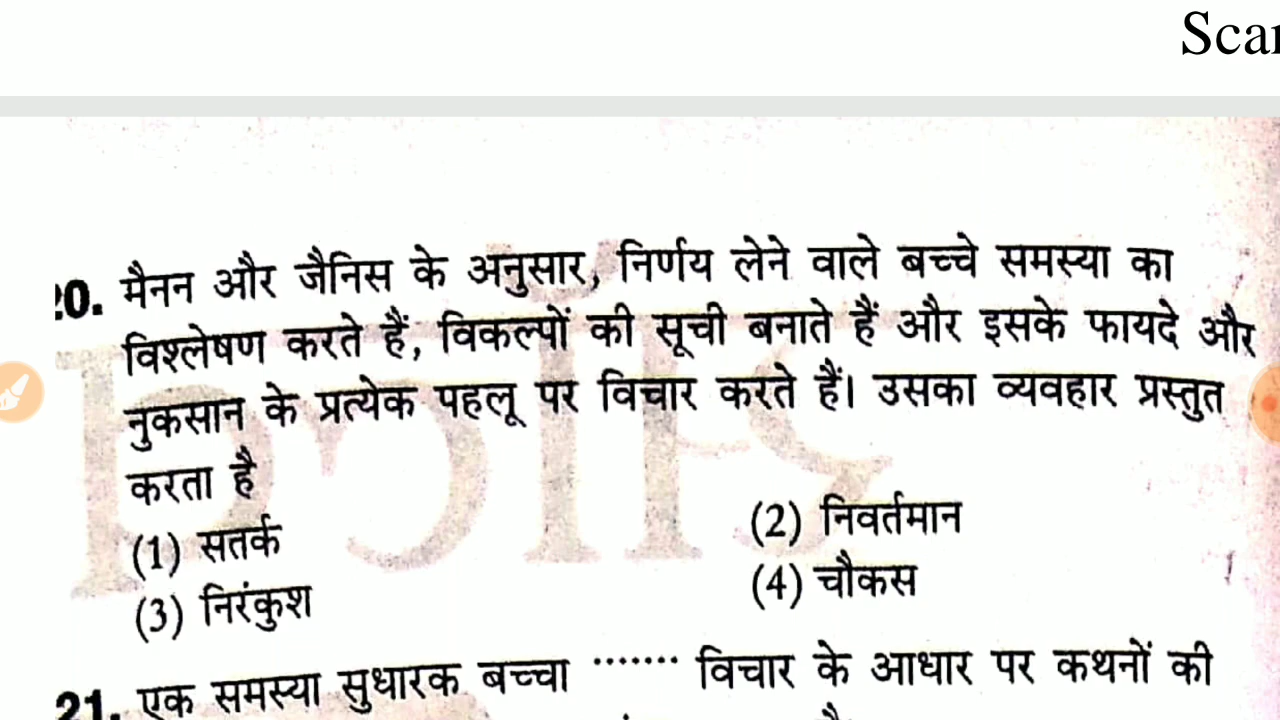 Scan
20. मैनन और जैनिस के अनुसार, निर्णय लेने वाले बच्चे समस्या का
विश्लेषण करते हैं, विकल्पों की सूची बनाते हैं और इसके फायदे और
नुकसान के प्रत्येक पहलू पर विचार करते हैं। उसका व्यवहार प्रस्तुत
करता है
(1) सतर्क
(2) निवर्तमान
(3) निरंकुश
(4) चौकस
21. एक समस्या सुधारक बच्चा ....... विचार के आधार पर कथनों की